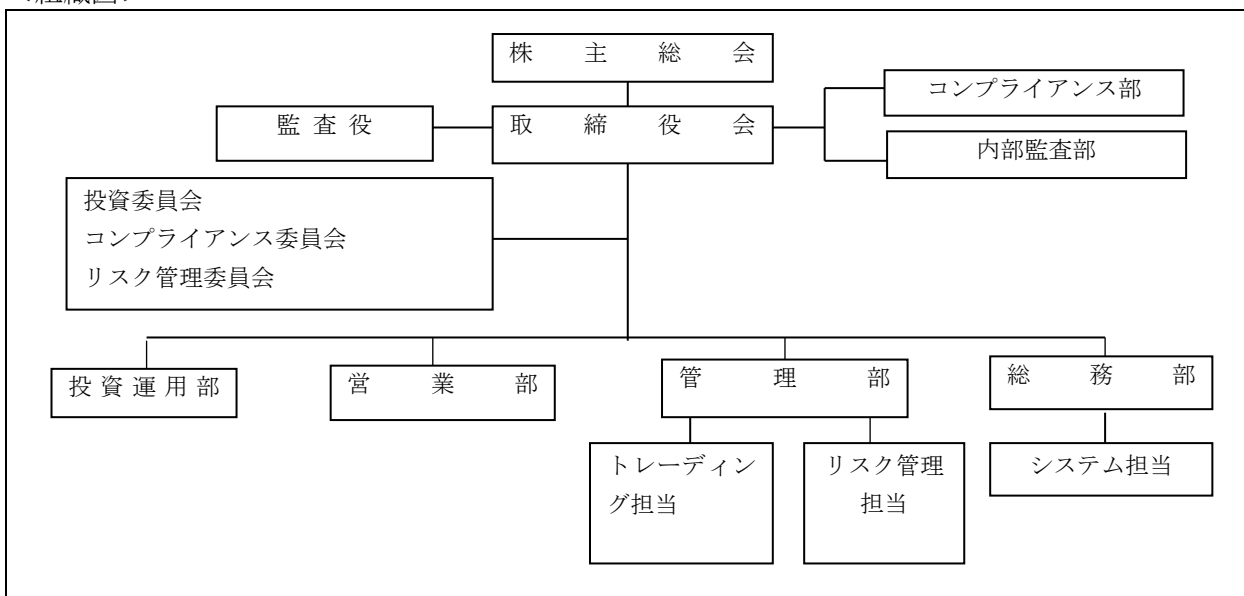 株主総会
コンプライアンス部
監査役
取締役会
内部監査部
投資委員会
コンプライアンス委員会
リスク管理委員会
投資運用部
営業部
管理部
総務部
トレーディン
グ担当
リスク管理
担当
システム担当